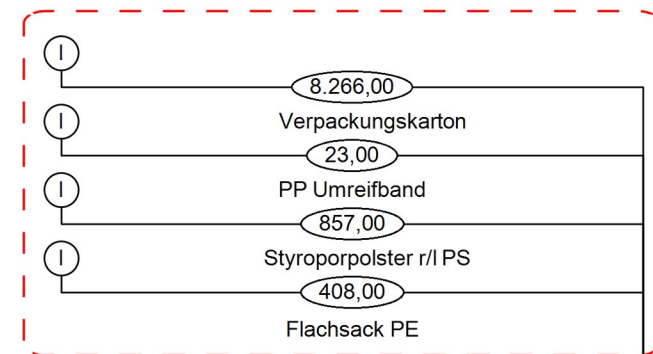 I
8.266,00
Verpackungskarton
I
23,00
PP Umreifband
I
857,00
Styroporpolster r/l PS
I
408,00
Flachsack PE